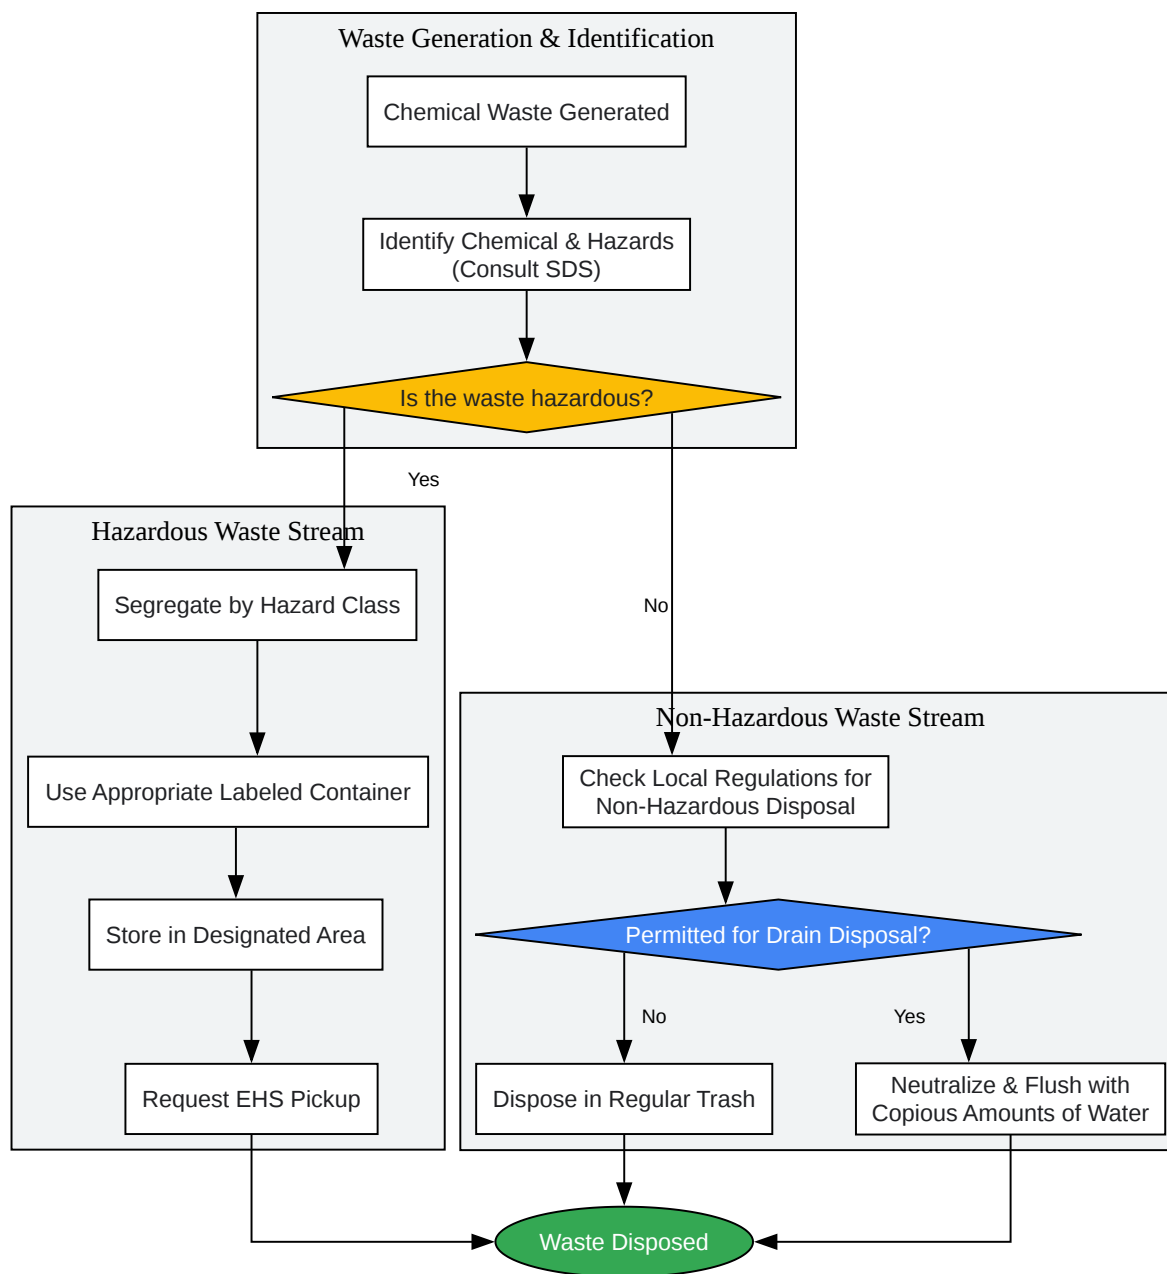 Waste Generation & Identification
Chemical Waste Generated
Identify Chemical & Hazards
(Consult SDS)
Is the waste hazardous?
Yes
No
Hazardous Waste Stream
Segregate by Hazard Class
Use Appropriate Labeled Container
Store in Designated Area
Request EHS Pickup
Non-Hazardous Waste Stream
Check Local Regulations for
Non-Hazardous Disposal
Permitted for Drain Disposal?
No
Yes
Dispose in Regular Trash
Neutralize & Flush with
Copious Amounts of Water
Waste Disposed